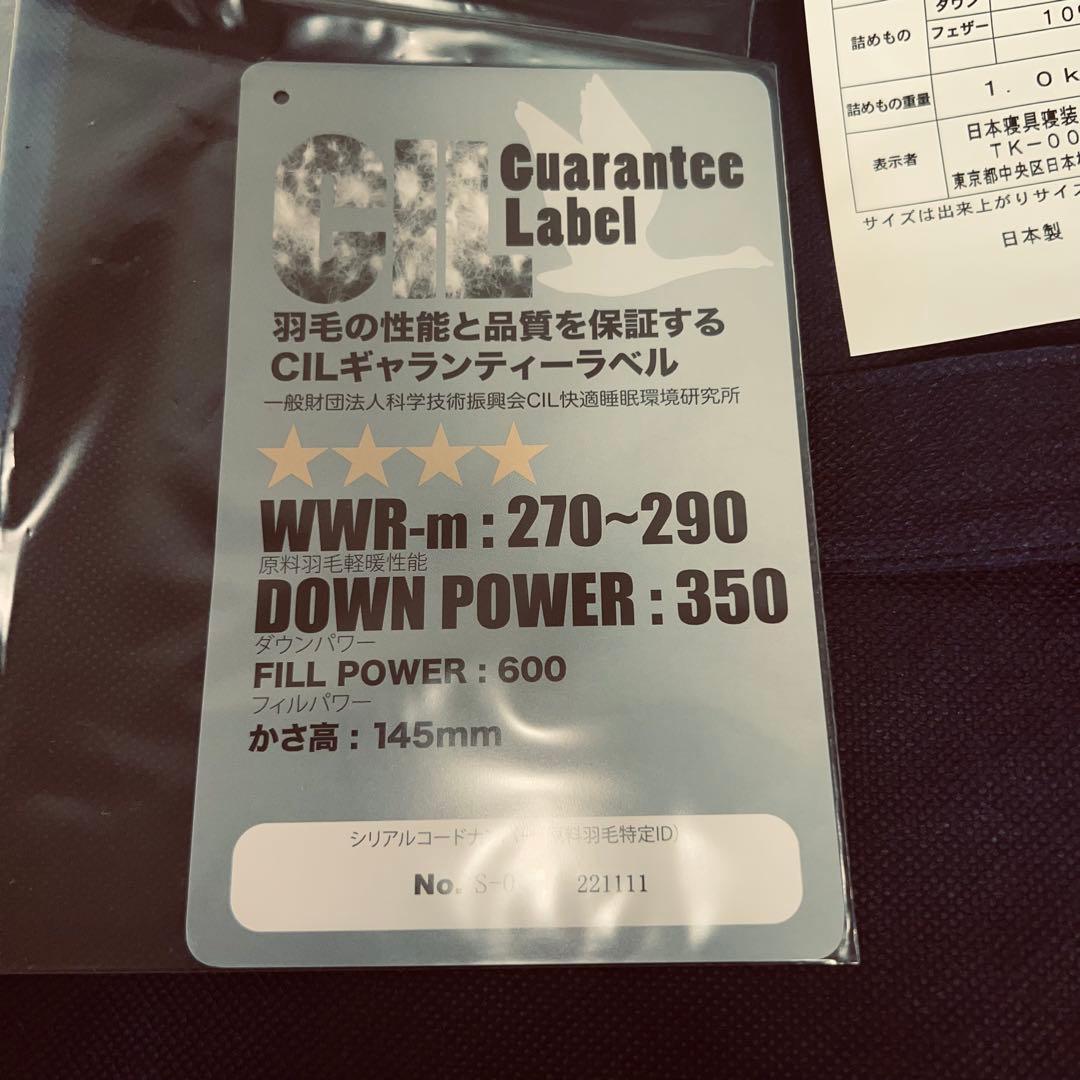 CIL Guarantee
Label
羽毛の性能と品質を保証する
CILギャランティーラベル
一般財団法人科学技術振興会CIL快適睡眠環境研究所
WWR-m : 270~290
原料羽毛軽暖性能
DOWN POWER : 350
ダウンパワー
FILL POWER : 600
フィルパワー
かさ高 : 145mm
シリアルコードナ 原料羽毛特定ID)
No. S-0 221111
ダウン
詰めもの
フェザー 10
詰めもの重量 1.0k
表示者
日本寝具寝装
TK-00
東京都中央区日本
サイズは出来上がりサイズ
日本製